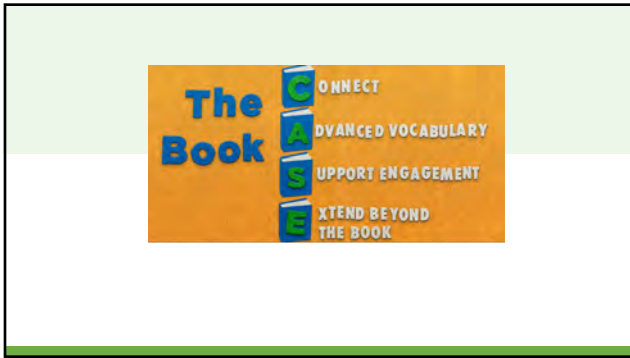 The
Book
CONNECT
ADVANCED VOCABULARY
SUPPORT ENGAGEMENT
EXTEND BEYOND
THE BOOK